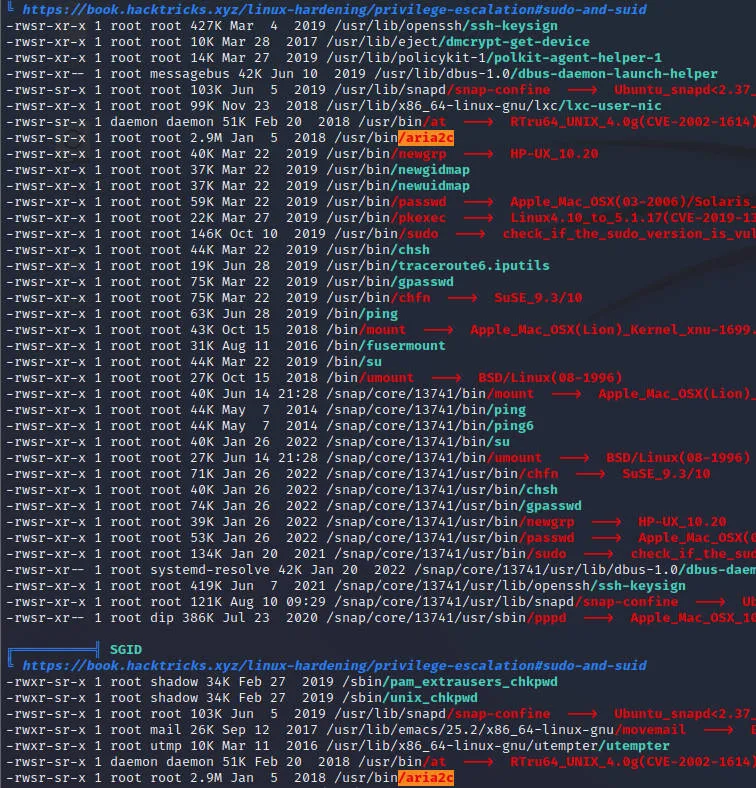 ╚ https://book.hacktricks.xyz/linux-hardening/privilege-escalation#sudo-and-suid
-rwsr-xr-x 1 root root 427K Mar  4  2019 /usr/lib/openssh/ssh-keysign
-rwsr-xr-x 1 root root 10K Mar 28  2017 /usr/lib/eject/dmcrypt-get-device
-rwsr-xr-x 1 root root 14K Mar 27  2019 /usr/lib/policykit-1/polkit-agent-helper-1
-rwsr-xr-- 1 root messagebus 42K Jun 10  2019 /usr/lib/dbus-1.0/dbus-daemon-launch-helper
-rwsr-sr-x 1 root root 103K Jun  5  2019 /usr/lib/snapd/snap-confine  --->  Ubuntu_snapd<2.37_
-rwsr-xr-x 1 root root 99K Nov 23  2018 /usr/lib/x86_64-linux-gnu/lxc/lxc-user-nic
-rwsr-sr-x 1 daemon daemon 51K Feb 20  2018 /usr/bin/at  --->  RTru64_UNIX_4.0g(CVE-2002-1614)
-rwsr-sr-x 1 root root 2.9M Jan  5  2018 /usr/bin/aria2c
-rwsr-xr-x 1 root root 40K Mar 22  2019 /usr/bin/newgrp  --->  HP-UX_10.20
-rwsr-xr-x 1 root root 37K Mar 22  2019 /usr/bin/newgidmap
-rwsr-xr-x 1 root root 37K Mar 22  2019 /usr/bin/newuidmap
-rwsr-xr-x 1 root root 59K Mar 22  2019 /usr/bin/passwd  --->  Apple_Mac_OSX(03-2006)/Solaris_
-rwsr-xr-x 1 root root 22K Mar 27  2019 /usr/bin/pkexec  --->  Linux4.10_to_5.1.17(CVE-2019-13
-rwsr-xr-x 1 root root 146K Oct 10  2019 /usr/bin/sudo  --->  check_if_the_sudo_version_is_vul
-rwsr-xr-x 1 root root 44K Mar 22  2019 /usr/bin/chsh
-rwsr-xr-x 1 root root 19K Jun 28  2019 /usr/bin/traceroute6.iputils
-rwsr-xr-x 1 root root 75K Mar 22  2019 /usr/bin/gpasswd
-rwsr-xr-x 1 root root 75K Mar 22  2019 /usr/bin/chfn  --->  SuSE_9.3/10
-rwsr-xr-x 1 root root 63K Jun 28  2019 /bin/ping
-rwsr-xr-x 1 root root 43K Oct 15  2018 /bin/mount  --->  Apple_Mac_OSX(Lion)_Kernel_xnu-1699.
-rwsr-xr-x 1 root root 31K Aug 11  2016 /bin/fusermount
-rwsr-xr-x 1 root root 44K Mar 22  2019 /bin/su
-rwsr-xr-x 1 root root 27K Oct 15  2018 /bin/umount  --->  BSD/Linux(08-1996)
-rwsr-xr-x 1 root root 40K Jun 14 21:28 /snap/core/13741/bin/mount  --->  Apple_Mac_OSX(Lion)_
-rwsr-xr-x 1 root root 44K May  7  2014 /snap/core/13741/bin/ping
-rwsr-xr-x 1 root root 44K May  7  2014 /snap/core/13741/bin/ping6
-rwsr-xr-x 1 root root 40K Jan 26  2022 /snap/core/13741/bin/su
-rwsr-xr-x 1 root root 27K Jun 14 21:28 /snap/core/13741/bin/umount  --->  BSD/Linux(08-1996)
-rwsr-xr-x 1 root root 71K Jan 26  2022 /snap/core/13741/usr/bin/chfn  --->  SuSE_9.3/10
-rwsr-xr-x 1 root root 40K Jan 26  2022 /snap/core/13741/usr/bin/chsh
-rwsr-xr-x 1 root root 74K Jan 26  2022 /snap/core/13741/usr/bin/gpasswd
-rwsr-xr-x 1 root root 39K Jan 26  2022 /snap/core/13741/usr/bin/newgrp  --->  HP-UX_10.20
-rwsr-xr-x 1 root root 53K Jan 26  2022 /snap/core/13741/usr/bin/passwd  --->  Apple_Mac_OSX(0
-rwsr-xr-x 1 root root 134K Jan 20  2021 /snap/core/13741/usr/bin/sudo  --->  check_if_the_sud
-rwsr-xr-- 1 root systemd-resolve 42K Jan 20  2022 /snap/core/13741/usr/lib/dbus-1.0/dbus-daem
-rwsr-xr-x 1 root root 419K Jun  7  2021 /snap/core/13741/usr/lib/openssh/ssh-keysign
-rwsr-xr-x 1 root root 121K Aug 10 09:29 /snap/core/13741/usr/lib/snapd/snap-confine  --->  Ub
-rwsr-xr-- 1 root dip 386K Jul 23  2020 /snap/core/13741/usr/sbin/pppd  --->  Apple_Mac_OSX_10
╔══════════╣ SGID
╚ https://book.hacktricks.xyz/linux-hardening/privilege-escalation#sudo-and-suid
-rwxr-sr-x 1 root shadow 34K Feb 27  2019 /sbin/pam_extrausers_chkpwd
-rwxr-sr-x 1 root shadow 34K Feb 27  2019 /sbin/unix_chkpwd
-rwsr-sr-x 1 root root 103K Jun  5  2019 /usr/lib/snapd/snap-confine  --->  Ubuntu_snapd<2.37_
-rwxr-sr-x 1 root mail 26K Sep 12  2017 /usr/lib/emacs/25.2/x86_64-linux-gnu/movemail  --->  E
-rwxr-sr-x 1 root utmp 10K Mar 11  2016 /usr/lib/x86_64-linux-gnu/utempter/utempter
-rwsr-sr-x 1 daemon daemon 51K Feb 20  2018 /usr/bin/at  --->  RTru64_UNIX_4.0g(CVE-2002-1614)
-rwsr-sr-x 1 root root 2.9M Jan  5  2018 /usr/bin/aria2c